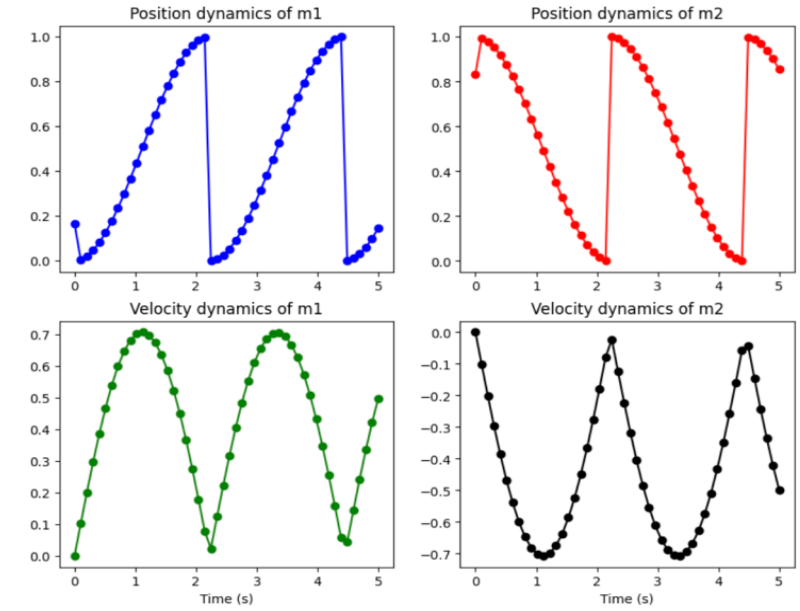 Position dynamics of m1
Position dynamics of m2
1.0
0.8
0.6
0.4
0.2
0.0
0 1 2 3 4 5
1.0
0.8
0.6
0.4
0.2
0.0
0 1 2 3 4 5
Velocity dynamics of m1
Velocity dynamics of m2
0.7
0.6
0.5
0.4
0.3
0.2
0.1
0.0
0 1 2 3 4 5
Time (s)
0.0
−0.1
−0.2
−0.3
−0.4
−0.5
−0.6
−0.7
0 1 2 3 4 5
Time (s)